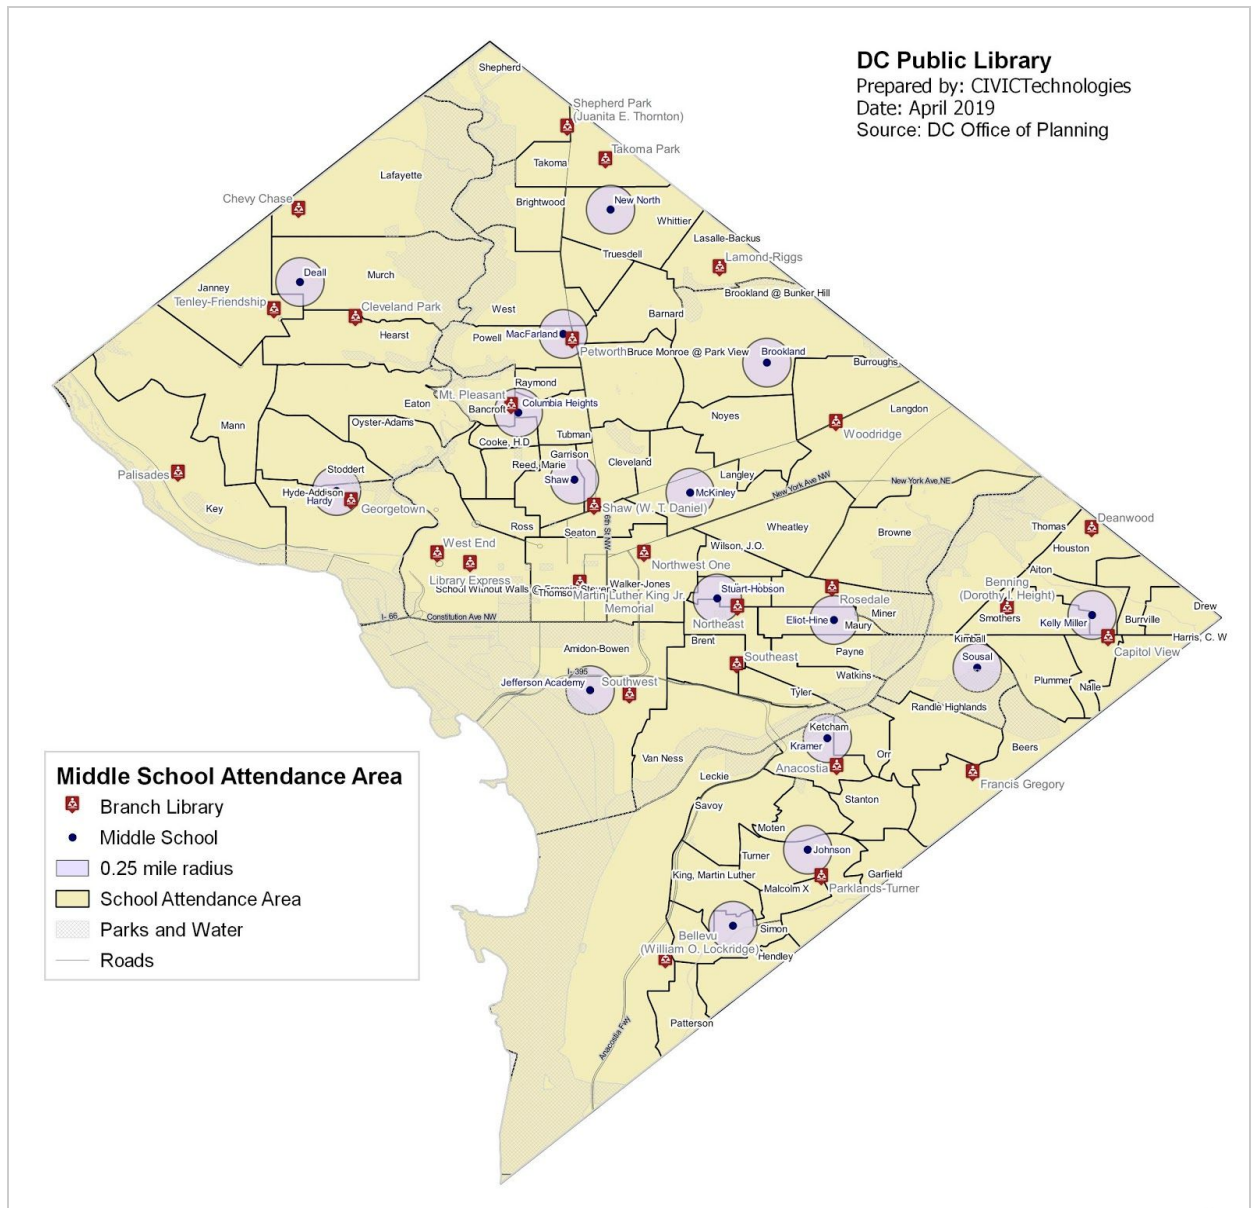 DC Public Library
Prepared by: CIVICTechnologies
Date: April 2019
Source: DC Office of Planning
Shepherd
Shepherd Park
(Juanita E. Thornton)
Takoma Park
Takoma
Lafayette
Chevy Chase
Brightwood
New North
Whittier
Lasalle-Backus
Truesdell
Lamond-Riggs
Deall
Murch
Janney
Tenley-Friendship
Cleveland Park
Brookland @ Bunker Hill
West
Barnard
Hearst
Powell
MacFarland
Petworth
Bruce Monroe @ Park View
Brookland
Burroughs
Raymond
Mt. Pleasant
Columbia Heights
Bancroft
Eaton
Langdon
Noyes
Mann
Oyster-Adams
Woodridge
Tubman
Cooke, H.D
Garrison
Reed, Marie
Cleveland
Stoddert
Palisades
Shaw
Langley
New York Ave NW
New York Ave NE
McKinley
Hyde-Addison
Hardy
Georgetown
Key
Shaw (W. T. Daniel)
6th St NW
Ross
Seaton
Wheatley
Browne
Thomas
Deanwood
Houston
West End
Wilson, J.O.
Northwest One
Aiton
Library Express
School Without Walls @ Francis Stevens
Thomson
Walker-Jones
Martin Luther King Jr.
Memorial
Stuart-Hobson
Rosedale
Benning
(Dorothy I. Height)
Smothers
Kelly Miller
Burrville
Drew
I- 66
Constitution Ave NW
Northeast
Eliot-Hine
Miner
Maury
Kimball
Harris, C. W
Capitol View
Brent
Amidon-Bowen
Payne
Southeast
Sousal
I- 395
Jefferson Academy
Southwest
Watkins
Tyler
Plummer
Nalle
Randle Highlands
Ketcham
Kramer
Orr
Beers
Van Ness
Leckie
Anacostia
Francis Gregory
Savoy
Stanton
Moten
Turner
Johnson
King, Martin Luther
Malcolm X
Garfield
Parklands-Turner
Simon
Bellevu
(William O. Lockridge)
Hendley
Patterson
Anacostia Fwy
Middle School Attendance Area
Branch Library
Middle School
0.25 mile radius
School Attendance Area
Parks and Water
Roads